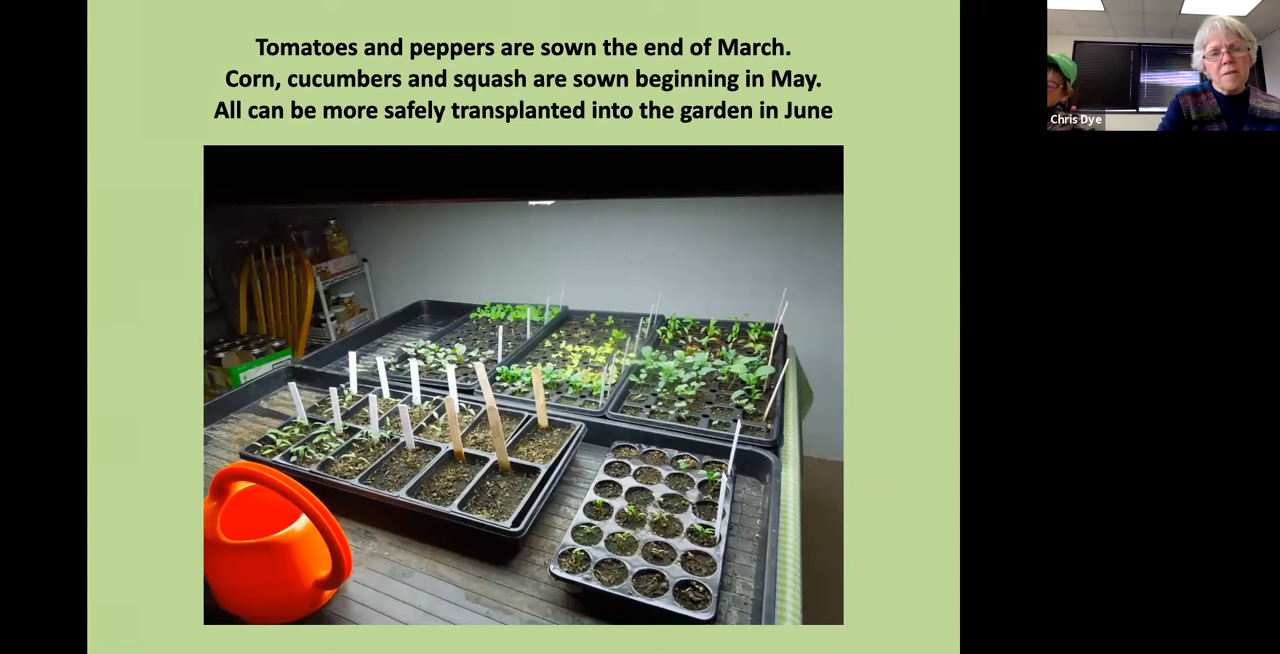 Tomatoes and peppers are sown the end of March.
Corn, cucumbers and squash are sown beginning in May.
All can be more safely transplanted into the garden in June
Chris Dye